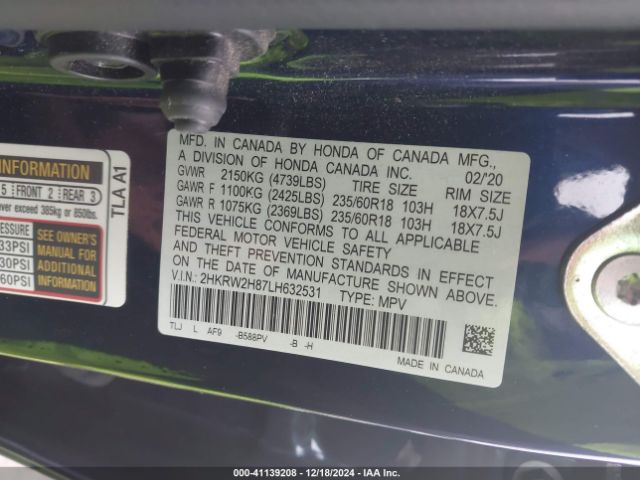 INFORMATION
5 FRONT 2 REAR 3
ver exceed 385kg or 850lbs.
PRESSURE
33PSI
30PSI
60PSI
SEE OWNER'S
MANUAL FOR
ADDITIONAL
INFORMATION
TLA A1
MFD. IN CANADA BY HONDA OF CANADA MFG.,
A DIVISION OF HONDA CANADA INC. 02/'20
GVWR 2150KG (4739LBS) TIRE SIZE RIM SIZE
GAWR F 1100KG (2425LBS) 235/60R18 103H 18X7.5J
GAWR R 1075KG (2369LBS) 235/60R18 103H 18X7.5J
THIS VEHICLE CONFORMS TO ALL APPLICABLE
FEDERAL MOTOR VEHICLE SAFETY
AND THEFT PREVENTION STANDARDS IN EFFECT
ON THE DATE OF MANUFACTURE SHOWN ABOVE.
V.I.N.: 2HKRW2H87LH632531 TYPE: MPV
TLJ L AF9 -B588PV -B -H
MADE IN CANADA
000-41139208 - 12/18/2024 - IAA Inc.